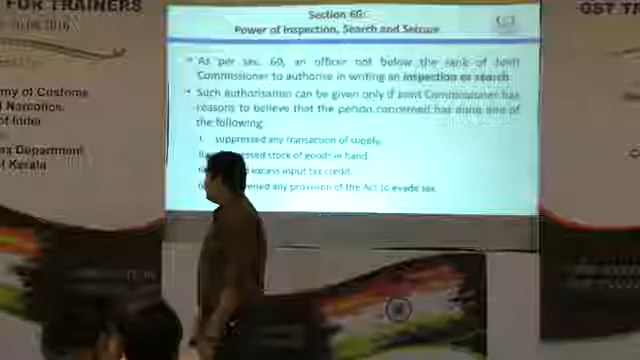 FOR TRAINERS
GST TR
Section 60:
Power of Inspection, Search and Seizure
As per sec. 60, an officer not below the rank of Joint
Commissioner to authorise in writing an inspection or search
Such authorisation can be given only if Joint Commissioner has
reasons to believe that the person concerned has done one of
the following
suppressed any transaction of supply,
stock of goods in hand,
excess input tax credit,
any provision of the Act to evade tax.
my of Customs
Narcotics,
Department
of Kerala